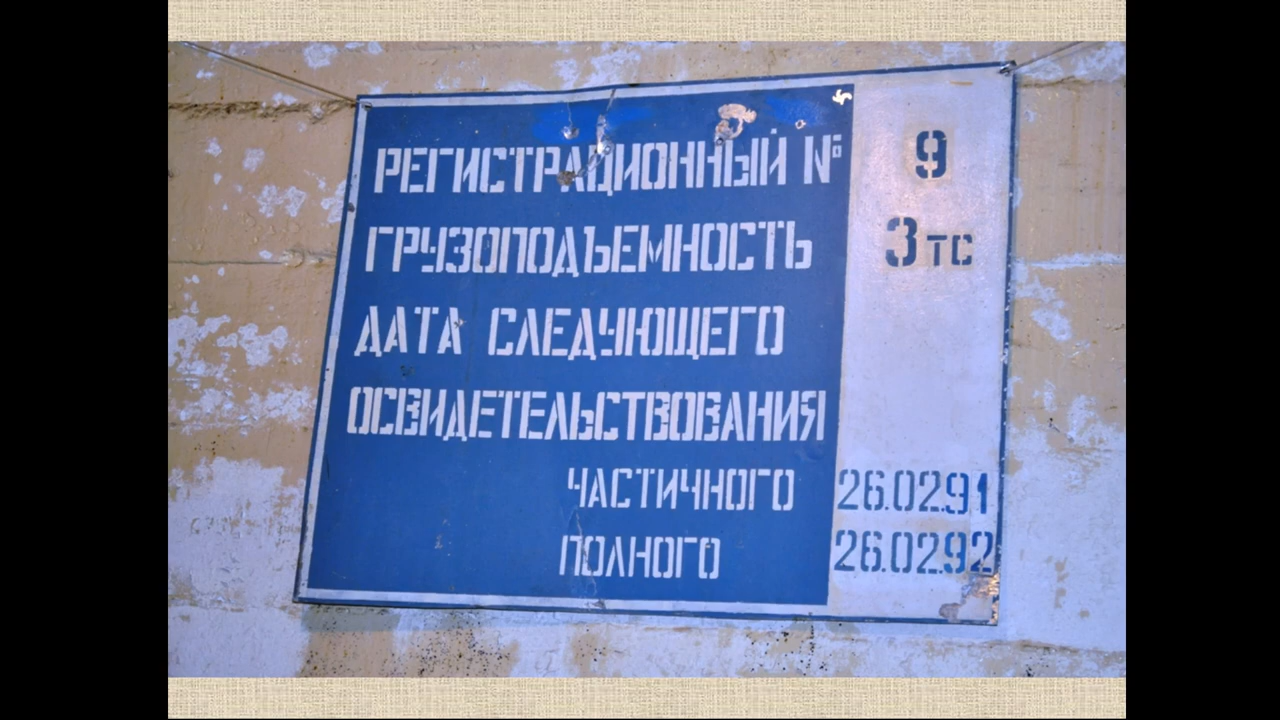 РЕГИСТРАЦИОННЫЙ № 9
ГРУЗОПОДЪЕМНОСТЬ 3 ТС
ДАТА СЛЕДУЮЩЕГО
ОСВИДЕТЕЛЬСТВОВАНИЯ
ЧАСТИЧНОГО 26.02.91
ПОЛНОГО 26.02.92